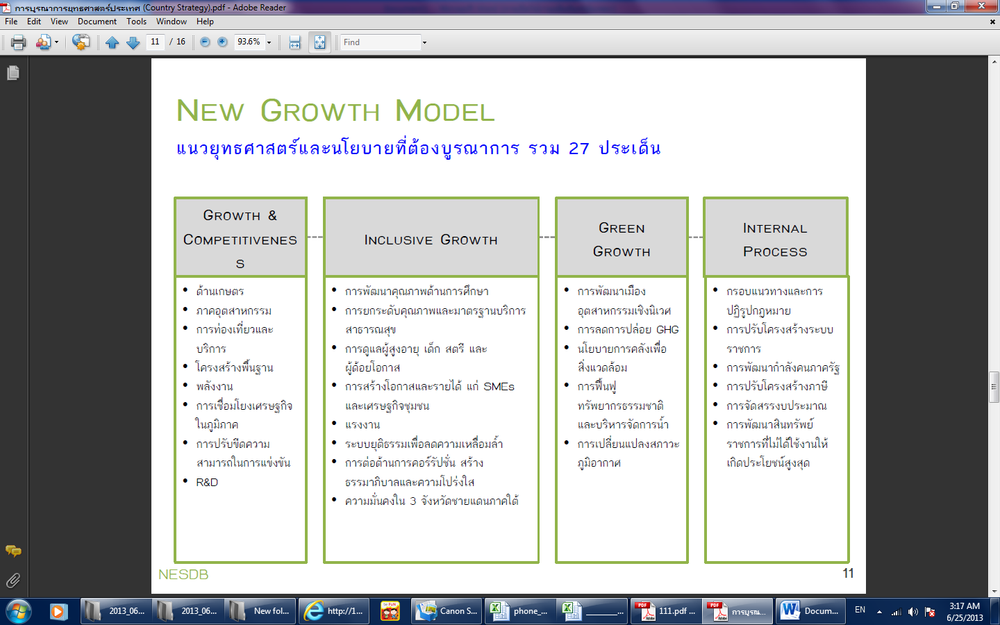 การบูรณาการยุทธศาสตร์ประเทศ (Country Strategy).pdf - Adobe Reader
File Edit View Document Tools Window Help
11 / 16 93.6% Find
NEW GROWTH MODEL
แนวยุทธศาสตร์และนโยบายที่ต้องบูรณาการ รวม 27 ประเด็น
GROWTH &
COMPETITIVENES
S
• ด้านเกษตร
• ภาคอุตสาหกรรม
• การท่องเที่ยวและ
บริการ
• โครงสร้างพื้นฐาน
• พลังงาน
• การเชื่อมโยงเศรษฐกิจ
ในภูมิภาค
• การปรับขีดความ
สามารถในการแข่งขัน
• R&D
INCLUSIVE GROWTH
• การพัฒนาคุณภาพด้านการศึกษา
• การยกระดับคุณภาพและมาตรฐานบริการ
สาธารณสุข
• การดูแลผู้สูงอายุ เด็ก สตรี และ
ผู้ด้อยโอกาส
• การสร้างโอกาสและรายได้ แก่ SMEs
และเศรษฐกิจชุมชน
• แรงงาน
• ระบบยุติธรรมเพื่อลดความเหลื่อมล้ำ
• การต่อต้านการคอร์รัปชั่น สร้าง
ธรรมาภิบาลและความโปร่งใส
• ความมั่นคงใน 3 จังหวัดชายแดนภาคใต้
GREEN
GROWTH
• การพัฒนาเมือง
อุตสาหกรรมเชิงนิเวศ
• การลดการปล่อย GHG
• นโยบายการคลังเพื่อ
สิ่งแวดล้อม
• การฟื้นฟู
ทรัพยากรธรรมชาติ
และบริหารจัดการน้ำ
• การเปลี่ยนแปลงสภาวะ
ภูมิอากาศ
INTERNAL
PROCESS
• กรอบแนวทางและการ
ปฏิรูปกฎหมาย
• การปรับโครงสร้างระบบ
ราชการ
• การพัฒนากำลังคนภาครัฐ
• การปรับโครงสร้างภาษี
• การจัดสรรงบประมาณ
• การพัฒนาสินทรัพย์
ราชการที่ไม่ได้ใช้งานให้
เกิดประโยชน์สูงสุด
NESDB
11
2013_06... 2013_06... New fol... http://1... Canon S... phone_... _______... 111.pdf ... การบูรณ... Docum... EN 3:17 AM
6/25/2013